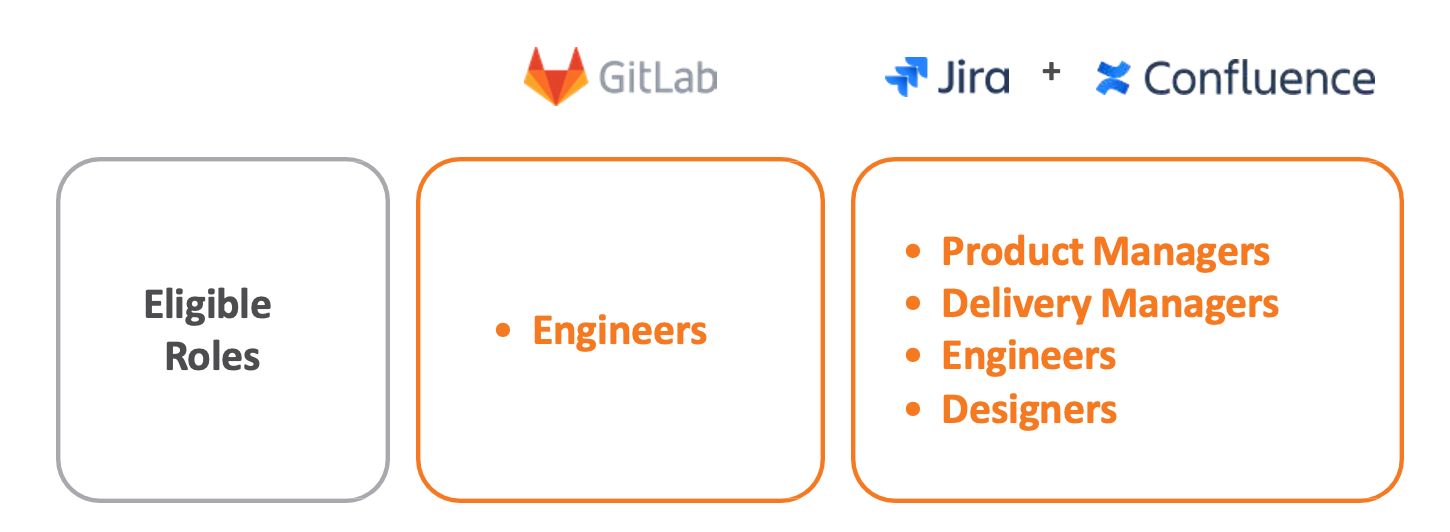 GitLab
Jira + Confluence
Eligible
Roles
• Engineers
• Product Managers
• Delivery Managers
• Engineers
• Designers